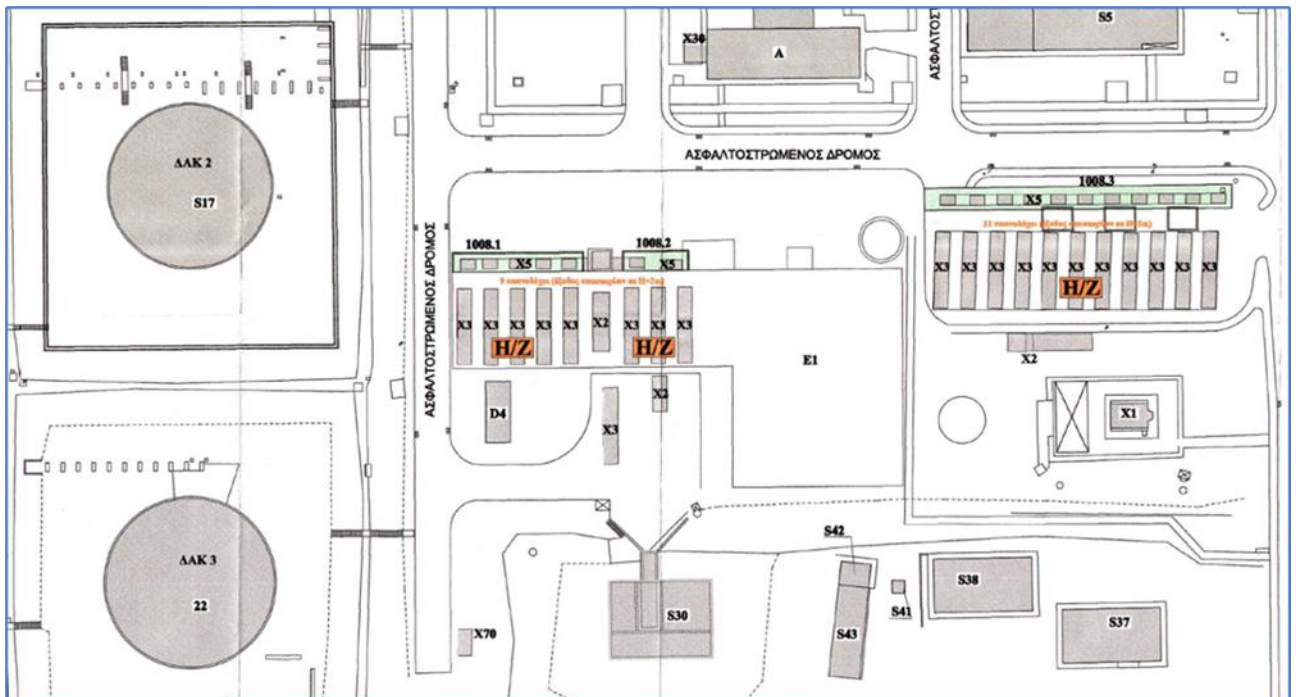 S5
X30
A
ΑΣΦΑΛΤΟΣΤΡΩΜΕΝΟΣ ΔΡΟΜΟΣ
ΔΑΚ 2
S17
1008.3
X5
X3 X3 X3 X3 X3 X3 X3 X3 X3 X3 X3
H/Z
ΑΣΦΑΛΤΟΣΤΡΩΜΕΝΟΣ ΔΡΟΜΟΣ
1008.1
1008.2
X5
X5
X3 X3 X3 X3 X3 X2 X3 X3 X3
H/Z
H/Z
E1
X2
X2
D4
X3
X1
ΔΑΚ 3
22
S42
S41
S38
S30
S43
S37
X70